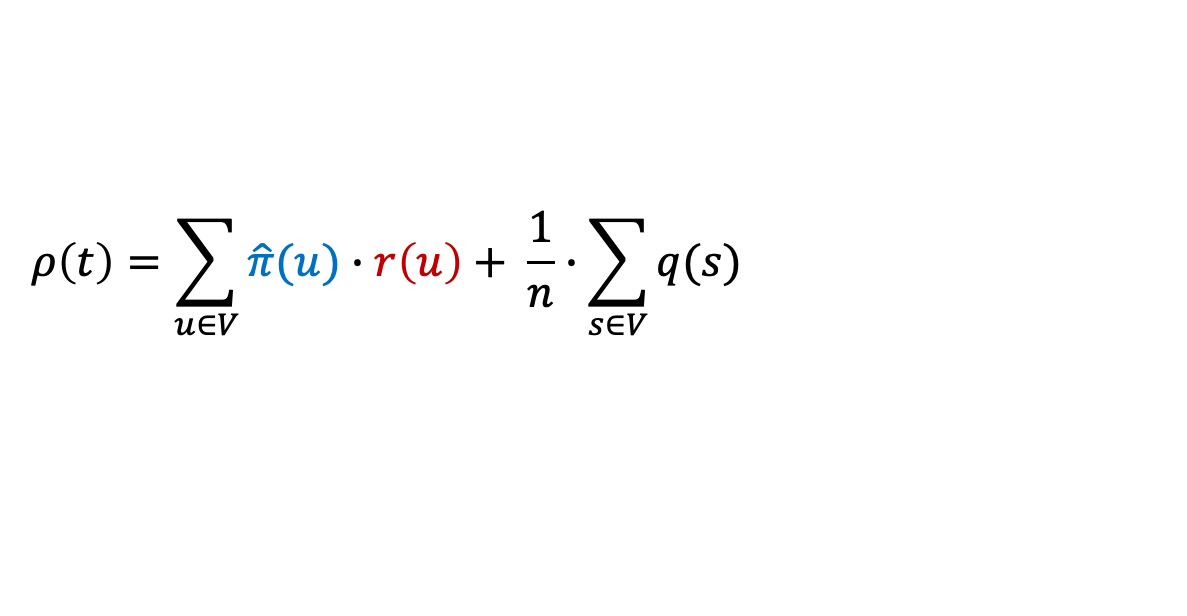 ρ(t) = ∑_{u∈V} π̂(u) · r(u) + 1/n · ∑_{s∈V} q(s)